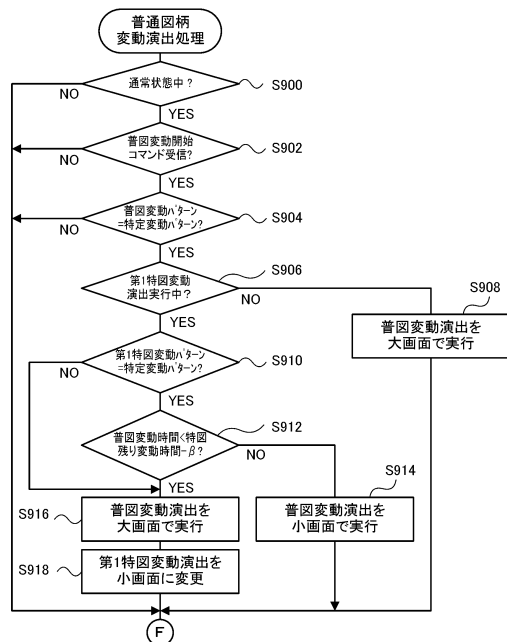 普通図柄
変動演出処理
通常状態中？
S900
NO
YES
普図変動開始
コマンド受信?
S902
NO
YES
普図変動パターン
=特定変動パターン?
S904
NO
YES
第1特図変動
演出実行中？
S906
NO
YES
S908
普図変動演出を
大画面で実行
第1特図変動パターン
=特定変動パターン?
S910
NO
YES
普図変動時間<特図
残り変動時間-β？
S912
NO
YES
S914
普図変動演出を
小画面で実行
S916
普図変動演出を
大画面で実行
S918
第1特図変動演出を
小画面に変更
F